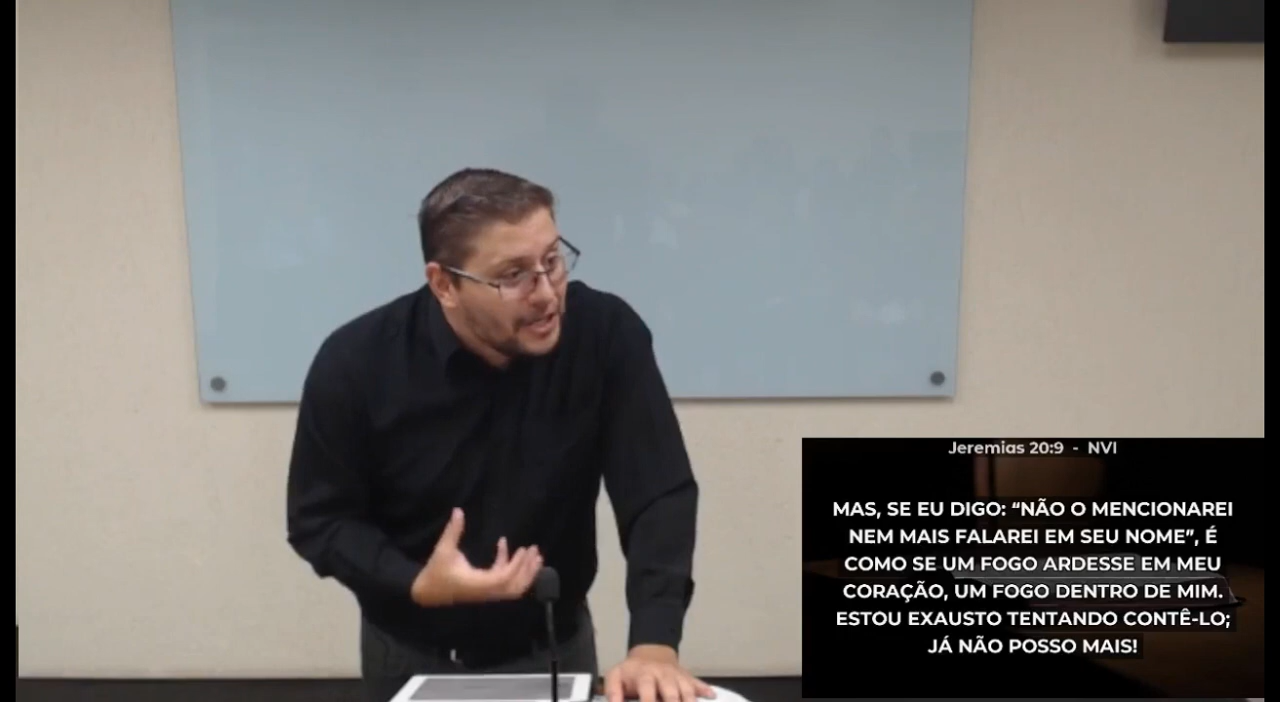 Jeremias 20:9 - NVI
MAS, SE EU DIGO: “NÃO O MENCIONAREI
NEM MAIS FALAREI EM SEU NOME”, É
COMO SE UM FOGO ARDESSE EM MEU
CORAÇÃO, UM FOGO DENTRO DE MIM.
ESTOU EXAUSTO TENTANDO CONTÊ-LO;
JÁ NÃO POSSO MAIS!